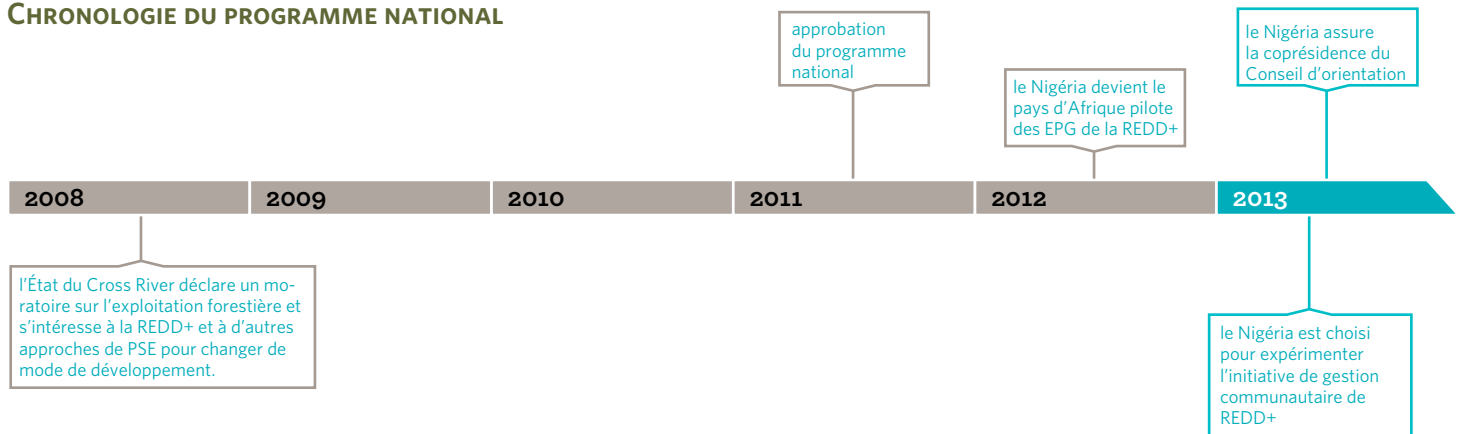 CHRONOLOGIE DU PROGRAMME NATIONAL
approbation
du programme
national
le Nigéria devient le
pays d'Afrique pilote
des EPG de la REDD+
le Nigéria assure
la coprésidence du
Conseil d'orientation
2008
2009
2010
2011
2012
2013
l'État du Cross River déclare un mo-
ratoire sur l'exploitation forestière et
s'intéresse à la REDD+ et à d'autres
approches de PSE pour changer de
mode de développement.
le Nigéria est choisi
pour expérimenter
l'initiative de gestion
communautaire de
REDD+